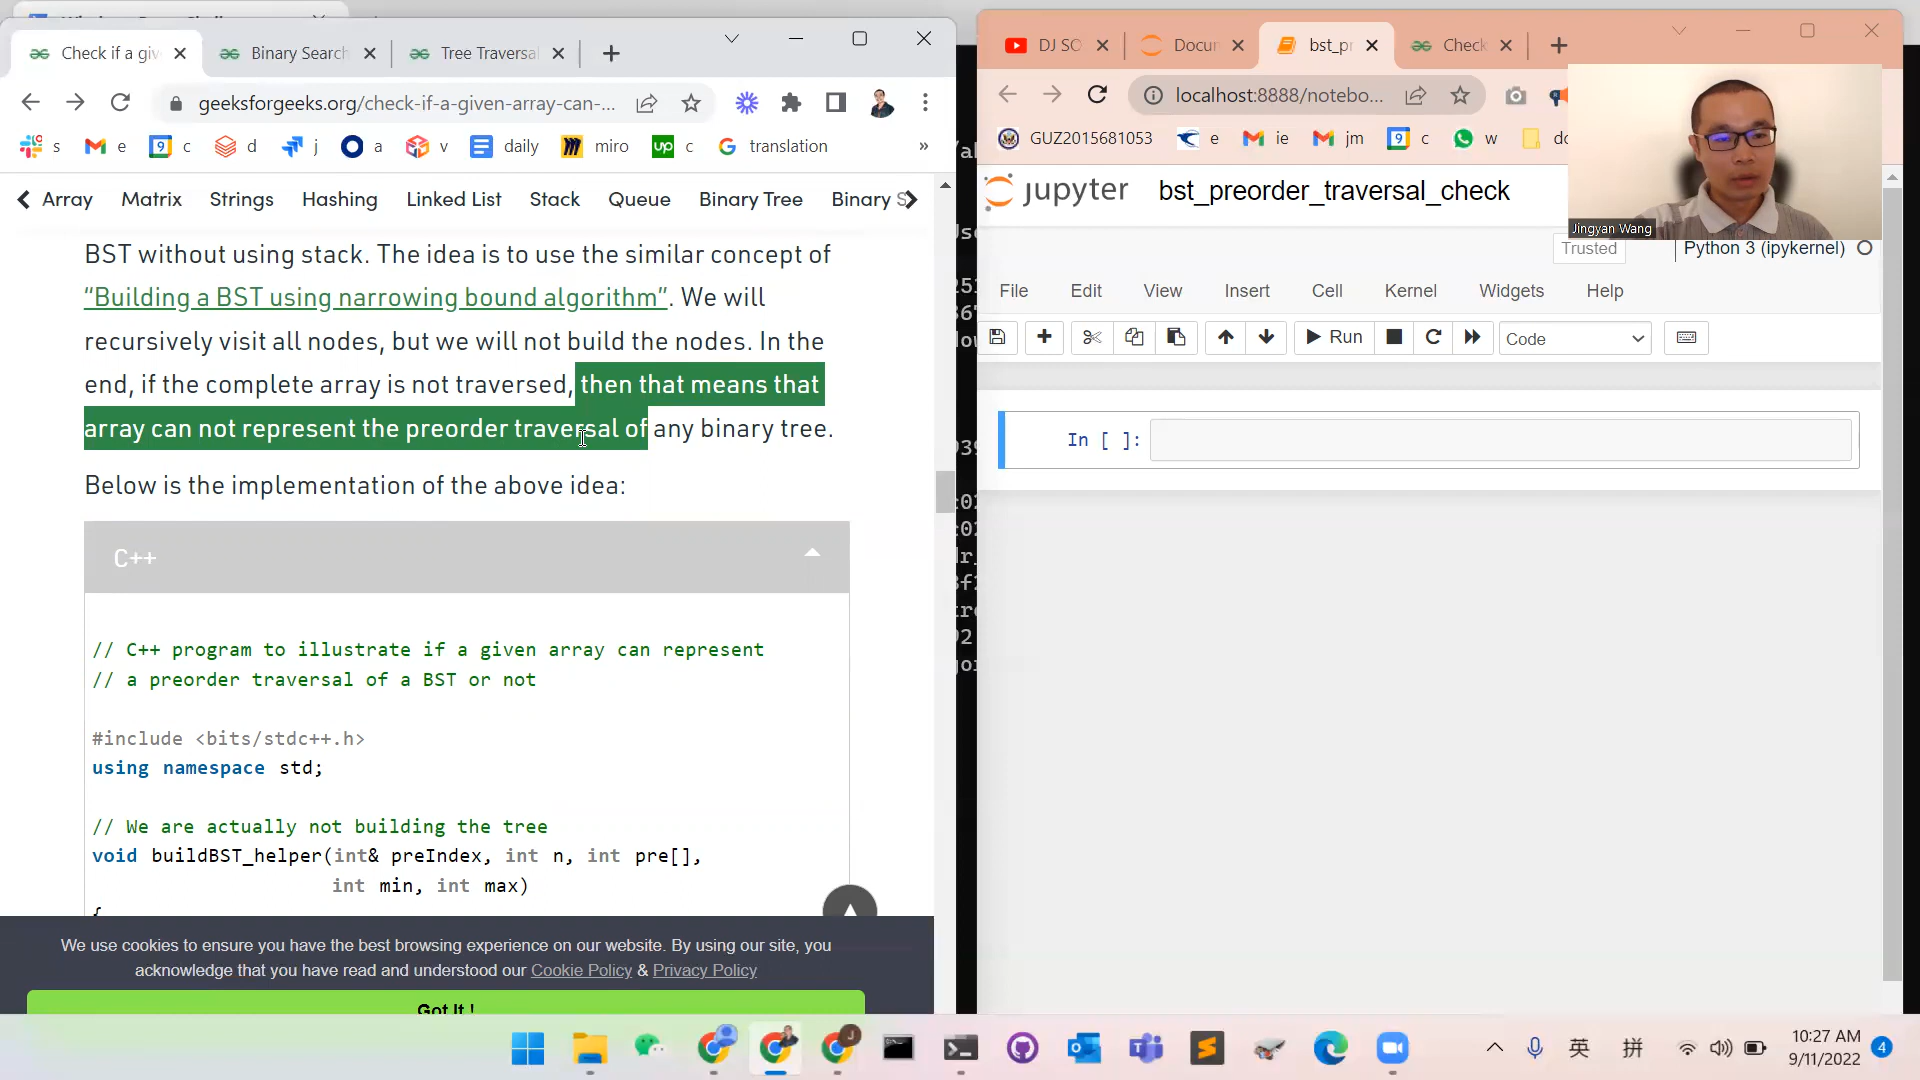 Check if a giv
Binary Search
Tree Traversal
geeksforgeeks.org/check-if-a-given-array-can-...
s
e
c
d
j
a
v
daily
miro
up c
translation
»
Array Matrix Strings Hashing Linked List Stack Queue Binary Tree Binary S
BST without using stack. The idea is to use the similar concept of
“Building a BST using narrowing bound algorithm”. We will
recursively visit all nodes, but we will not build the nodes. In the
end, if the complete array is not traversed, then that means that
array can not represent the preorder traversal of any binary tree.
Below is the implementation of the above idea:
C++
// C++ program to illustrate if a given array can represent
// a preorder traversal of a BST or not
#include <bits/stdc++.h>
using namespace std;
// We are actually not building the tree
void buildBST_helper(int& preIndex, int n, int pre[],
int min, int max)
{
We use cookies to ensure you have the best browsing experience on our website. By using our site, you
acknowledge that you have read and understood our Cookie Policy & Privacy Policy
Got It !
DJ SO
Docum
bst_pr
Check
localhost:8888/notebo...
GUZ2015681053
e
ie
jm
9 c
w
Jingyan Wang
jupyter bst_preorder_traversal_check
Trusted
Python 3 (ipykernel)
File Edit View Insert Cell Kernel Widgets Help
Run
Code
In [ ]:
英
拼
10:27 AM
9/11/2022
4